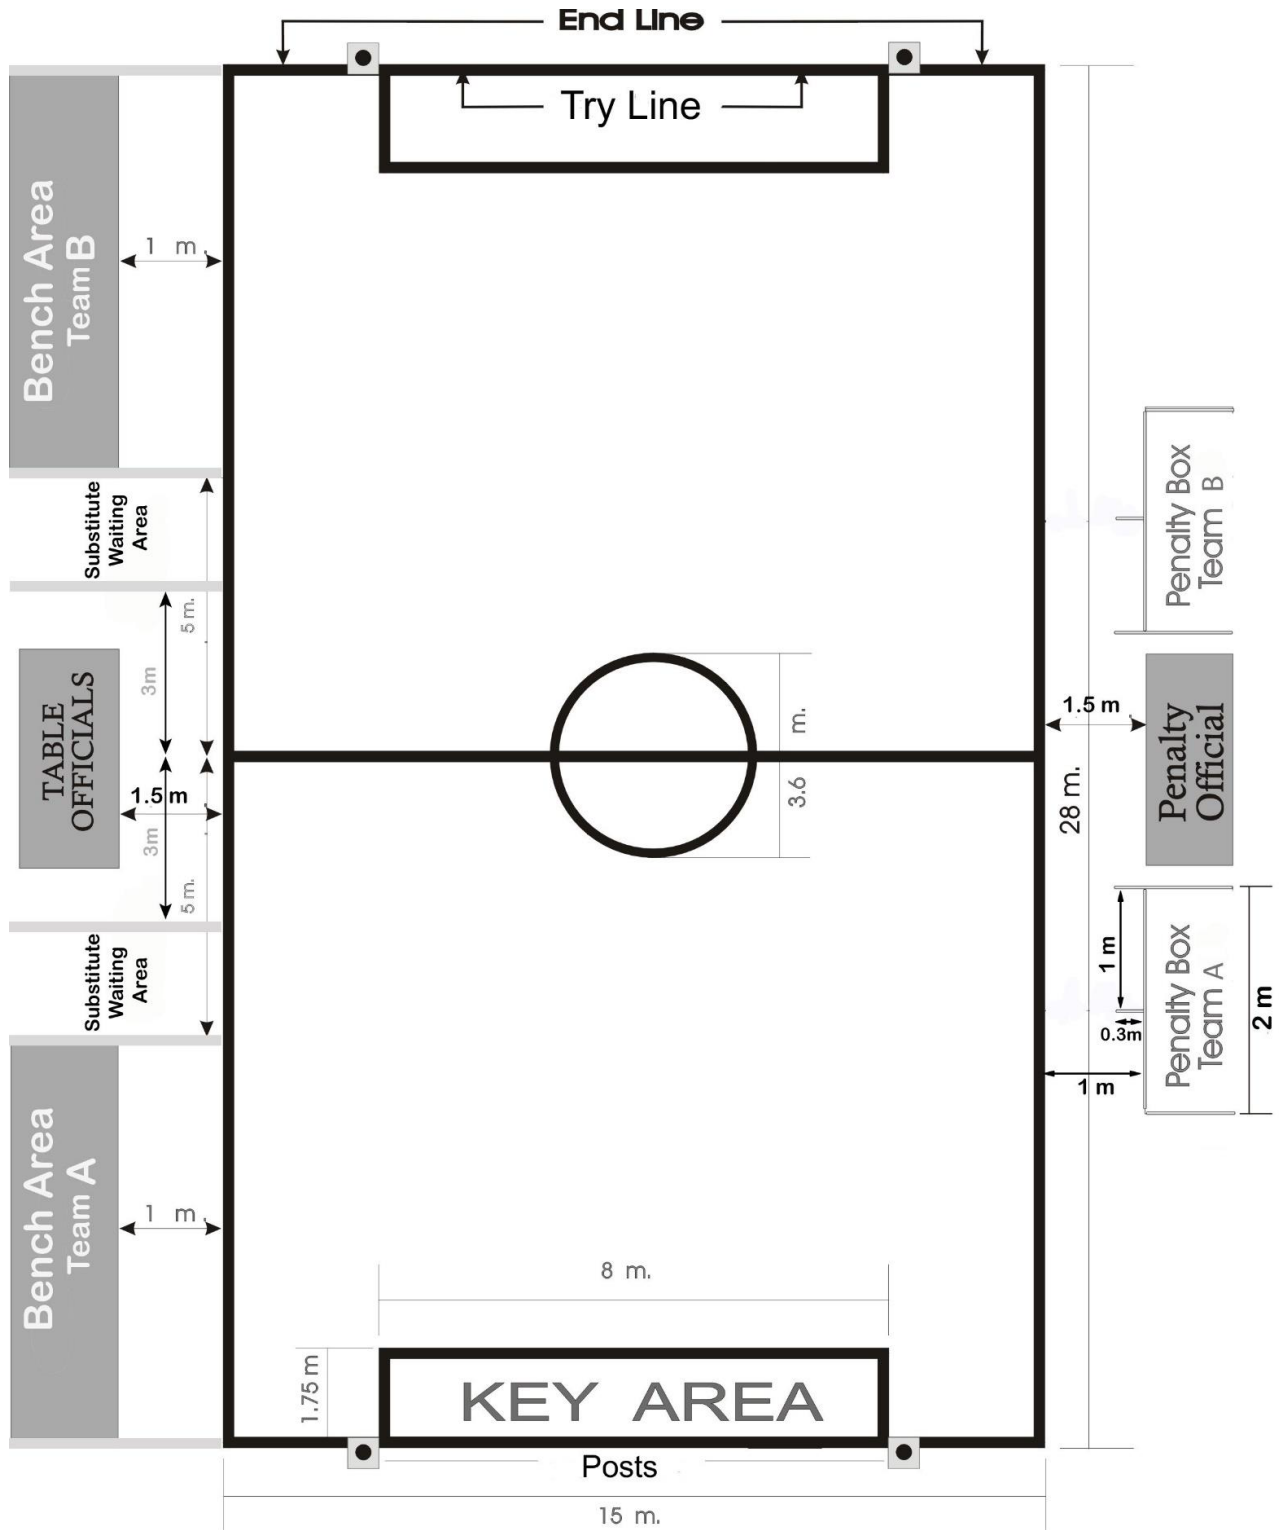 End Line
Try Line
Bench Area
Team B
1 m.
Substitute
Waiting
Area
5 m.
3m
TABLE
OFFICIALS
1.5 m
3m
5 m.
Substitute
Waiting
Area
Bench Area
Team A
1 m.
m.
3.6
Penalty Box
Team B
1.5 m
Penalty
Official
28 m.
1 m
Penalty Box
Team A
2 m
0.3m
1 m
8 m.
1.75 m
KEY AREA
Posts
15 m.